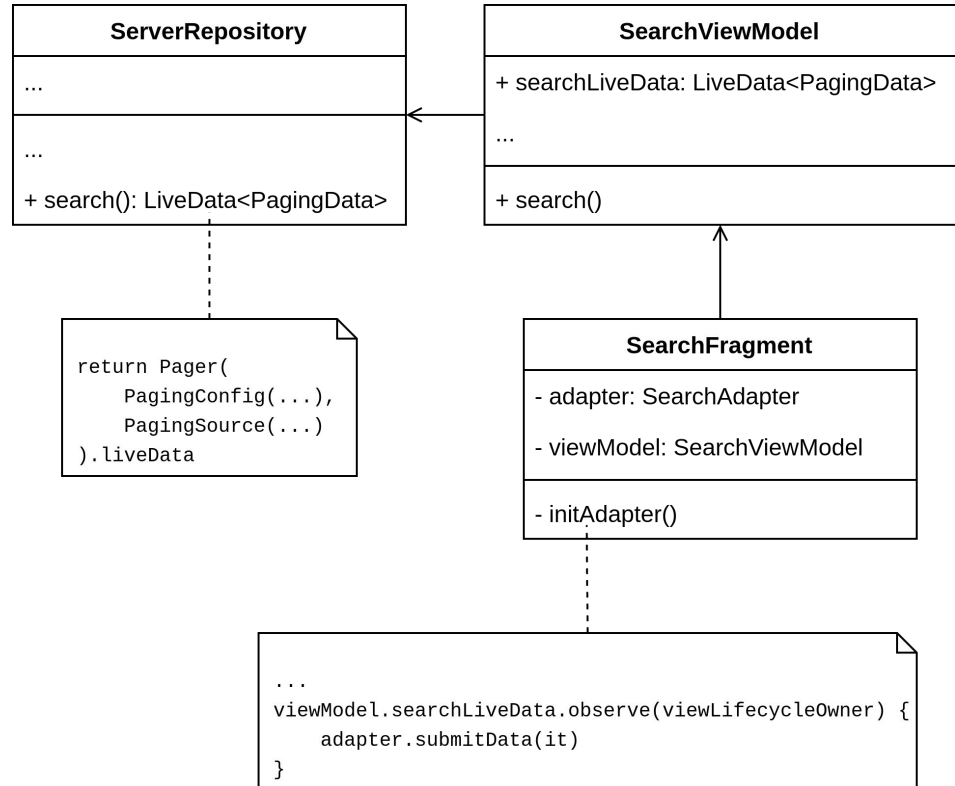 ServerRepository
...
...
+ search(): LiveData<PagingData>
SearchViewModel
+ searchLiveData: LiveData<PagingData>
...
+ search()
return Pager(
    PagingConfig(...),
    PagingSource(...)
).liveData
SearchFragment
- adapter: SearchAdapter
- viewModel: SearchViewModel
- initAdapter()
...
viewModel.searchLiveData.observe(viewLifecycleOwner) {
    adapter.submitData(it)
}